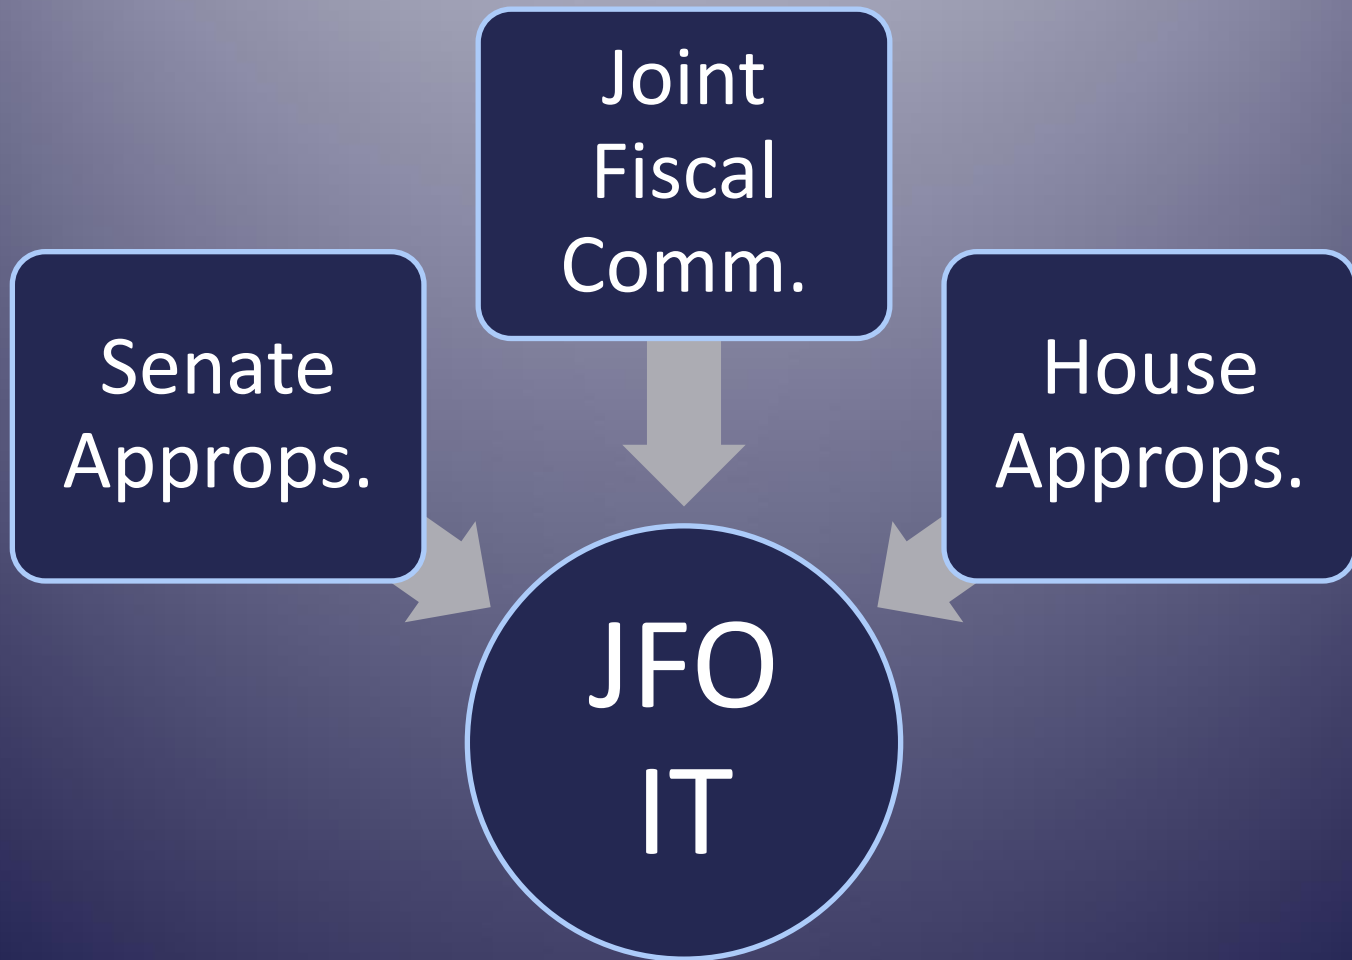 Joint
Fiscal
Comm.
Senate
Approps.
House
Approps.
JFO
IT